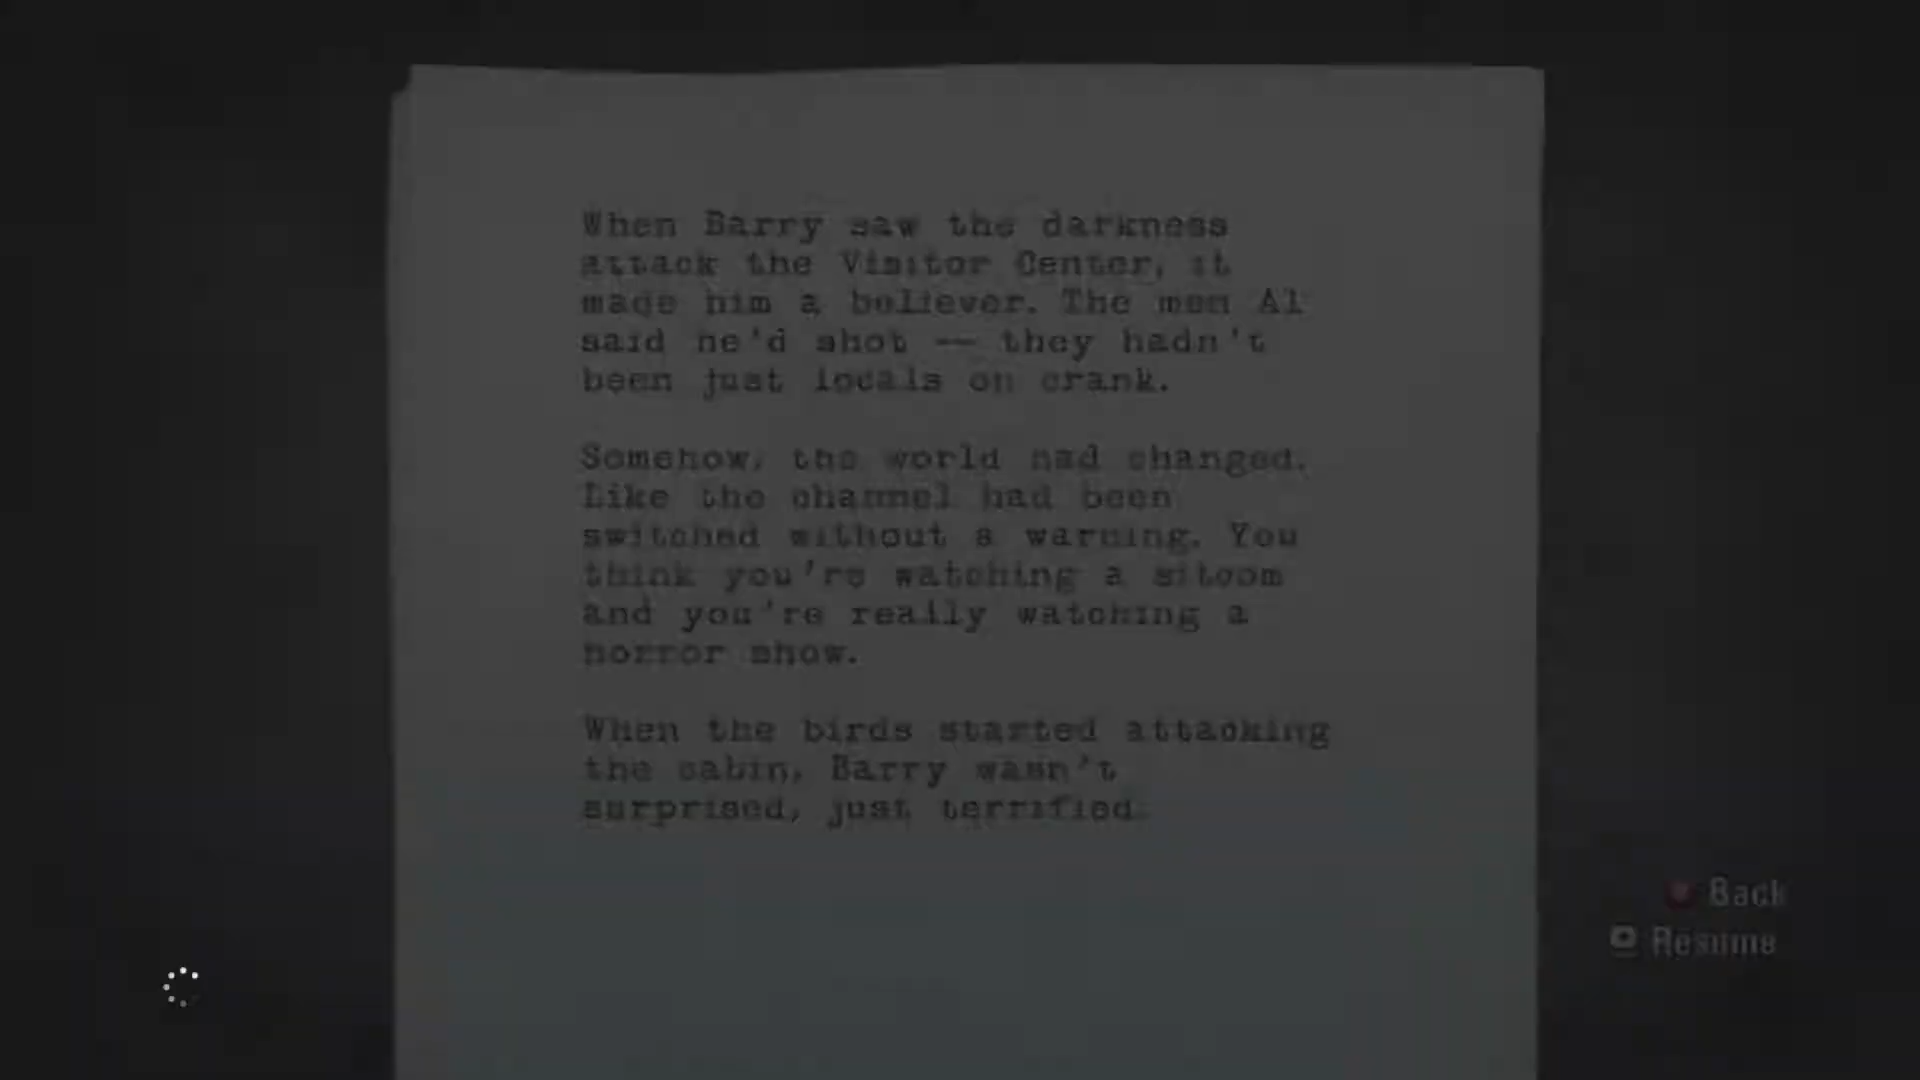 When Barry saw the darkness
attack the Visitor Center, it
made him a believer. The men Al
said he'd shot -- they hadn't
been just locals on crank.
Somehow, the world had changed.
Like the channel had been
switched without a warning. You
think you're watching a sitcom
and you're really watching a
horror show.
When the birds started attacking
the cabin, Barry wasn't
surprised, just terrified.
Back
Resume